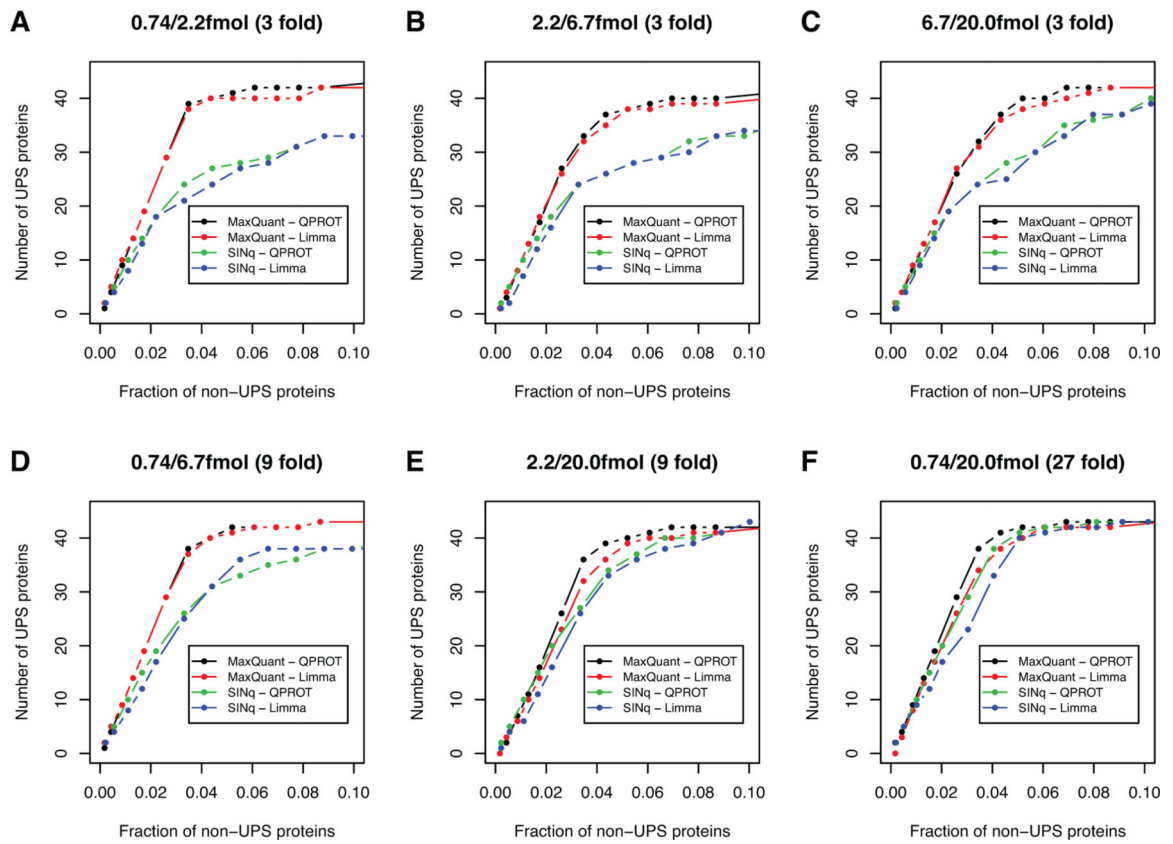 A
0.74/2.2fmol (3 fold)
Number of UPS proteins
40
30
20
10
0
MaxQuant – QPROT
MaxQuant – Limma
SINq – QPROT
SINq – Limma
0.00 0.02 0.04 0.06 0.08 0.10
Fraction of non−UPS proteins
B
2.2/6.7fmol (3 fold)
Number of UPS proteins
40
30
20
10
0
MaxQuant – QPROT
MaxQuant – Limma
SINq – QPROT
SINq – Limma
0.00 0.02 0.04 0.06 0.08 0.10
Fraction of non−UPS proteins
C
6.7/20.0fmol (3 fold)
Number of UPS proteins
40
30
20
10
0
MaxQuant – QPROT
MaxQuant – Limma
SINq – QPROT
SINq – Limma
0.00 0.02 0.04 0.06 0.08 0.10
Fraction of non−UPS proteins
D
0.74/6.7fmol (9 fold)
Number of UPS proteins
40
30
20
10
0
MaxQuant – QPROT
MaxQuant – Limma
SINq – QPROT
SINq – Limma
0.00 0.02 0.04 0.06 0.08 0.10
Fraction of non−UPS proteins
E
2.2/20.0fmol (9 fold)
Number of UPS proteins
40
30
20
10
0
MaxQuant – QPROT
MaxQuant – Limma
SINq – QPROT
SINq – Limma
0.00 0.02 0.04 0.06 0.08 0.10
Fraction of non−UPS proteins
F
0.74/20.0fmol (27 fold)
Number of UPS proteins
40
30
20
10
0
MaxQuant – QPROT
MaxQuant – Limma
SINq – QPROT
SINq – Limma
0.00 0.02 0.04 0.06 0.08 0.10
Fraction of non−UPS proteins